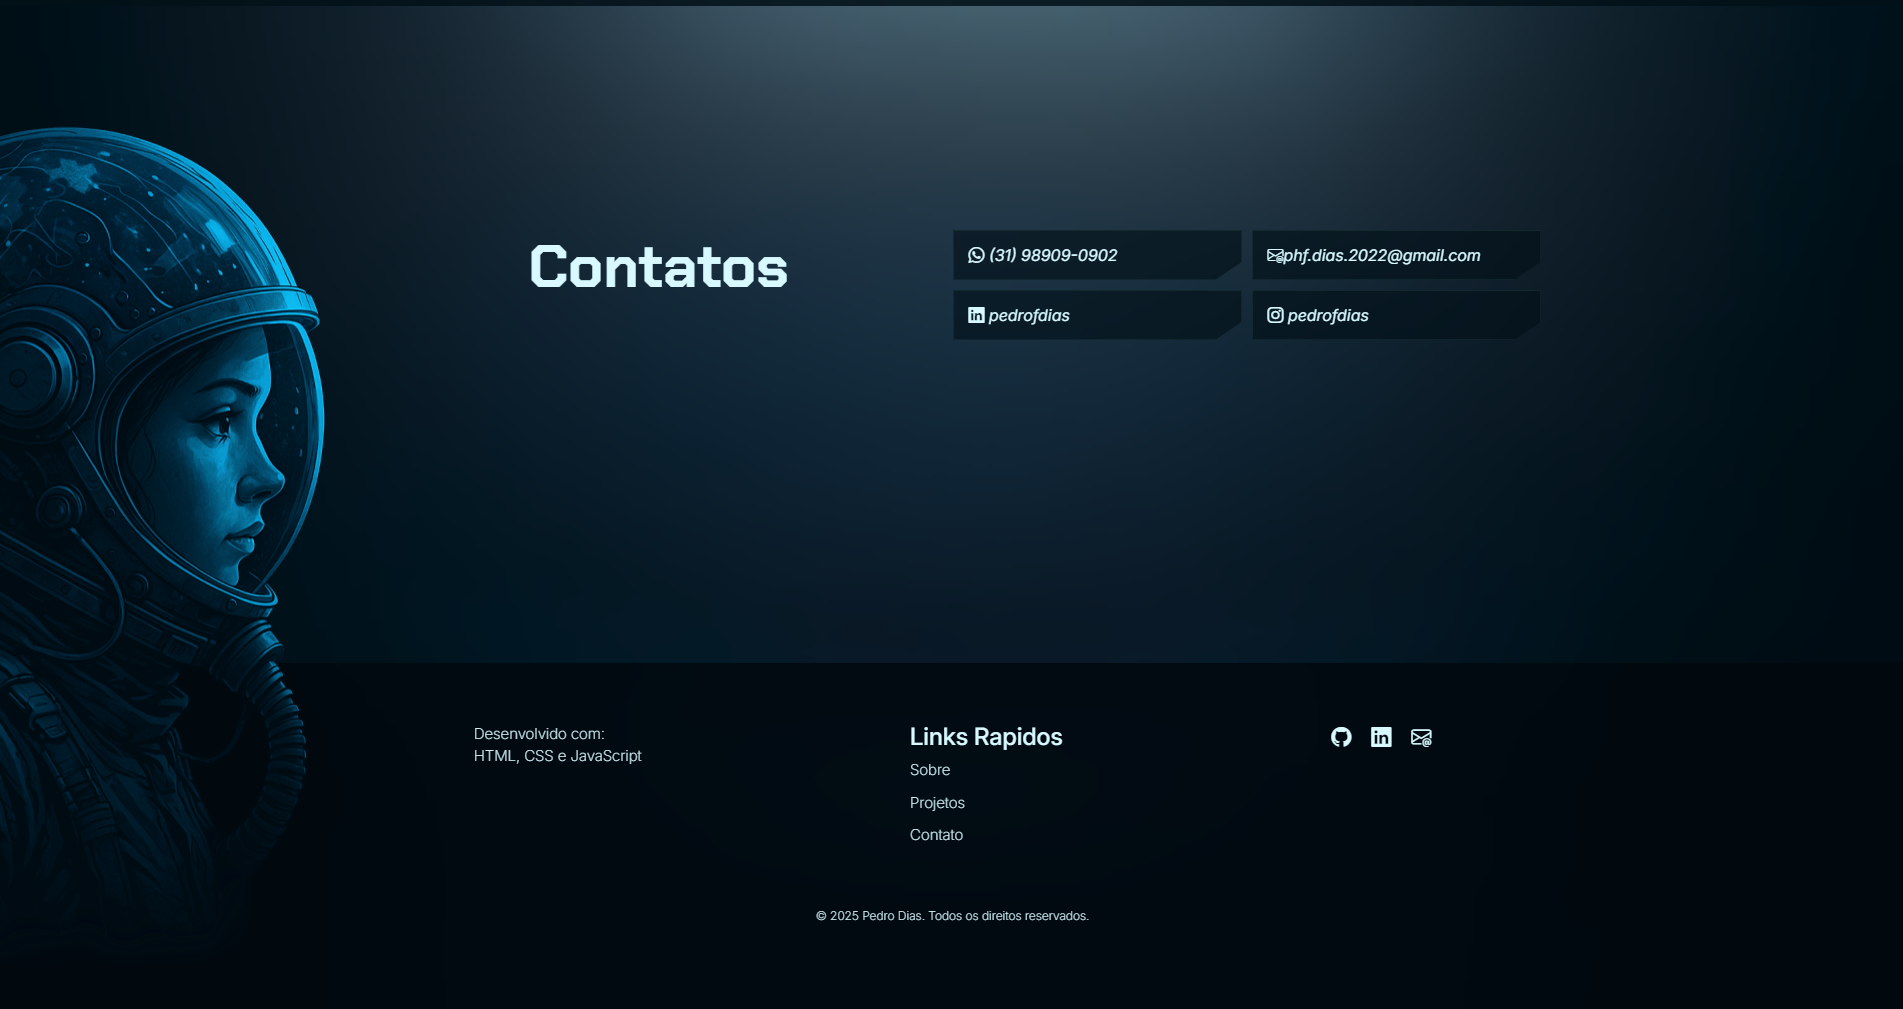 Contatos
(31) 98909-0902
phf.dias.2022@gmail.com
pedrofdias
pedrofdias
Desenvolvido com:
HTML, CSS e JavaScript
Links Rapidos
Sobre
Projetos
Contato
© 2025 Pedro Dias. Todos os direitos reservados.